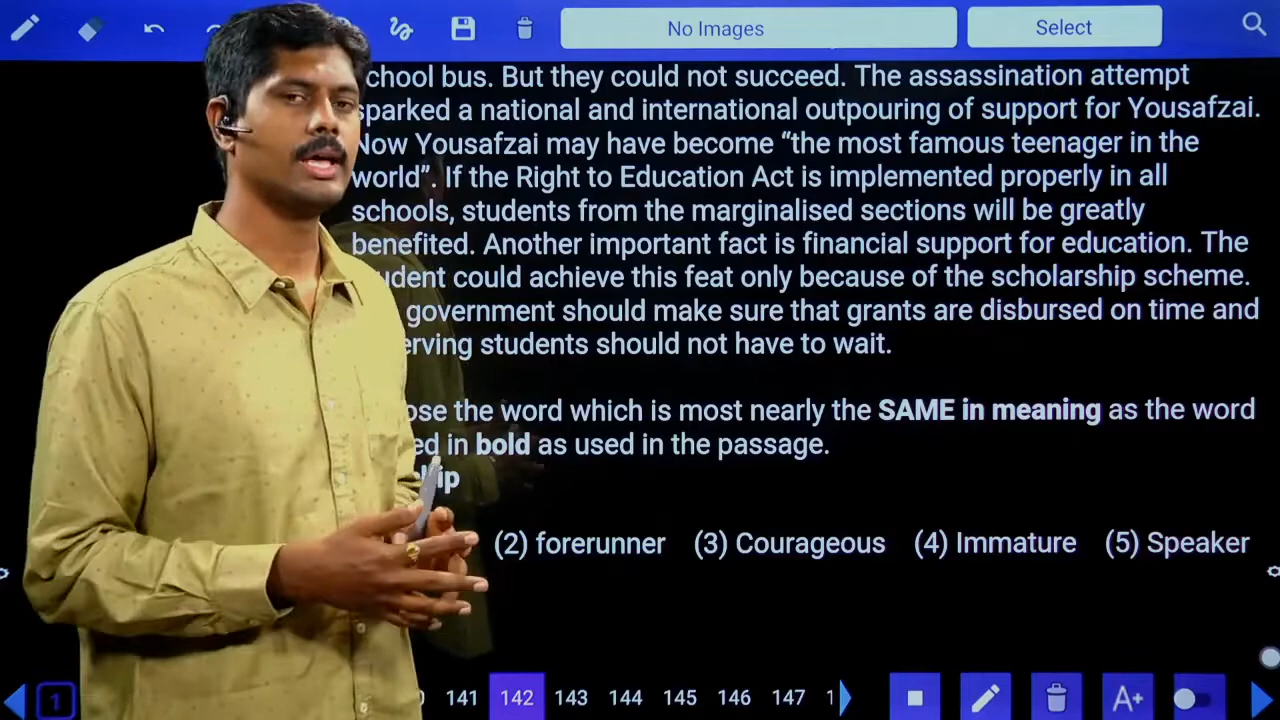 No Images
Select
school bus. But they could not succeed. The assassination attempt
sparked a national and international outpouring of support for Yousafzai.
Now Yousafzai may have become “the most famous teenager in the
world”. If the Right to Education Act is implemented properly in all
schools, students from the marginalised sections will be greatly
benefited. Another important fact is financial support for education. The
student could achieve this feat only because of the scholarship scheme.
government should make sure that grants are disbursed on time and
students should not have to wait.
the word which is most nearly the SAME in meaning as the word
in bold as used in the passage.
(2) forerunner (3) Courageous (4) Immature (5) Speaker
1 141 142 143 144 145 146 147 1 A+